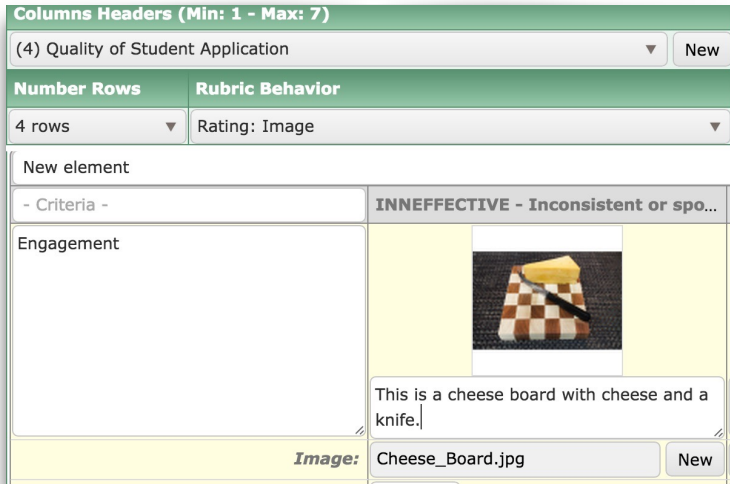 Columns Headers (Min: 1 - Max: 7)
(4) Quality of Student Application
New
Number Rows
Rubric Behavior
4 rows
Rating: Image
New element
- Criteria -
INNEFFECTIVE - Inconsistent or spo...
Engagement
This is a cheese board with cheese and a
knife.
Image:
Cheese_Board.jpg
New